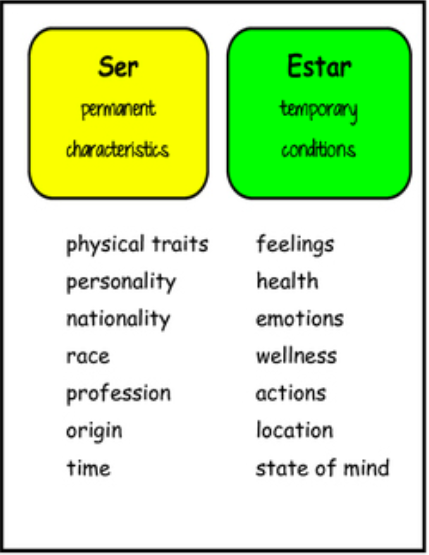 Ser
permanent
characteristics
Estar
temporary
conditions
physical traits
personality
nationality
race
profession
origin
time
feelings
health
emotions
wellness
actions
location
state of mind